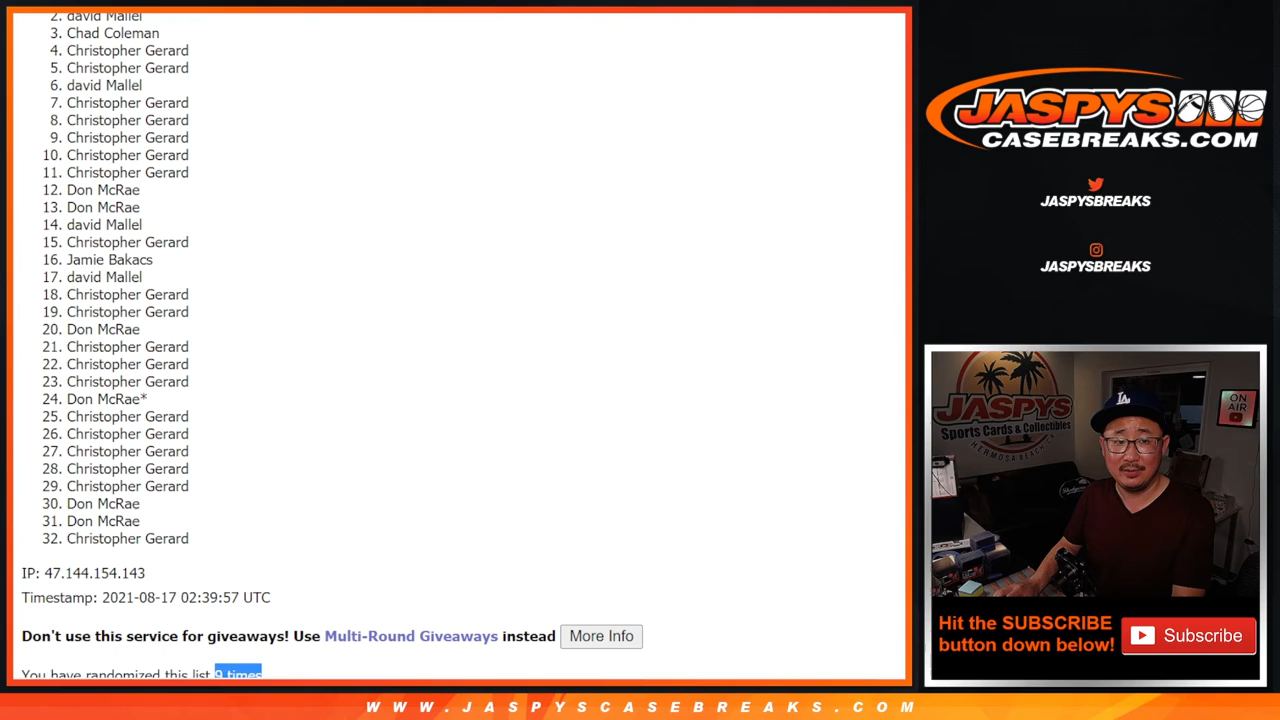 2. david Mallel
3. Chad Coleman
4. Christopher Gerard
5. Christopher Gerard
6. david Mallel
7. Christopher Gerard
8. Christopher Gerard
9. Christopher Gerard
10. Christopher Gerard
11. Christopher Gerard
12. Don McRae
13. Don McRae
14. david Mallel
15. Christopher Gerard
16. Jamie Bakacs
17. david Mallel
18. Christopher Gerard
19. Christopher Gerard
20. Don McRae
21. Christopher Gerard
22. Christopher Gerard
23. Christopher Gerard
24. Don McRae*
25. Christopher Gerard
26. Christopher Gerard
27. Christopher Gerard
28. Christopher Gerard
29. Christopher Gerard
30. Don McRae
31. Don McRae
32. Christopher Gerard
IP: 47.144.154.143
Timestamp: 2021-08-17 02:39:57 UTC
Don't use this service for giveaways! Use Multi-Round Giveaways instead More Info
You have randomized this list 9 times
JASPYS
CASEBREAKS.COM
JASPYSBREAKS
JASPYSBREAKS
JASPYS
Sports Cards & Collectibles
HERMOSA BEACH
LA
ON
AIR
Hit the SUBSCRIBE
button down below!
Subscribe
WWW.JASPYSCASEBREAKS.COM